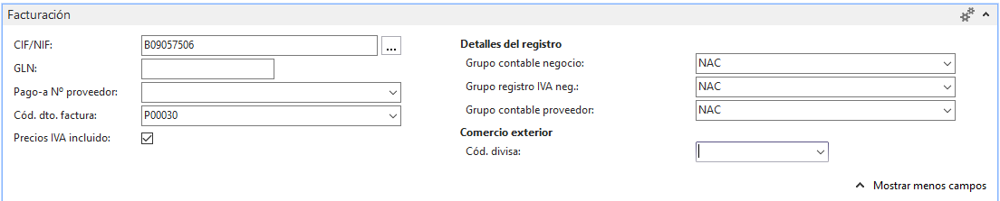 Facturación
CIF/NIF: B09057506 ...
GLN:
Pago-a Nº proveedor:
Cód. dto. factura: P00030
Precios IVA incluido:
Detalles del registro
Grupo contable negocio: NAC
Grupo registro IVA neg.: NAC
Grupo contable proveedor: NAC
Comercio exterior
Cód. divisa:
Mostrar menos campos